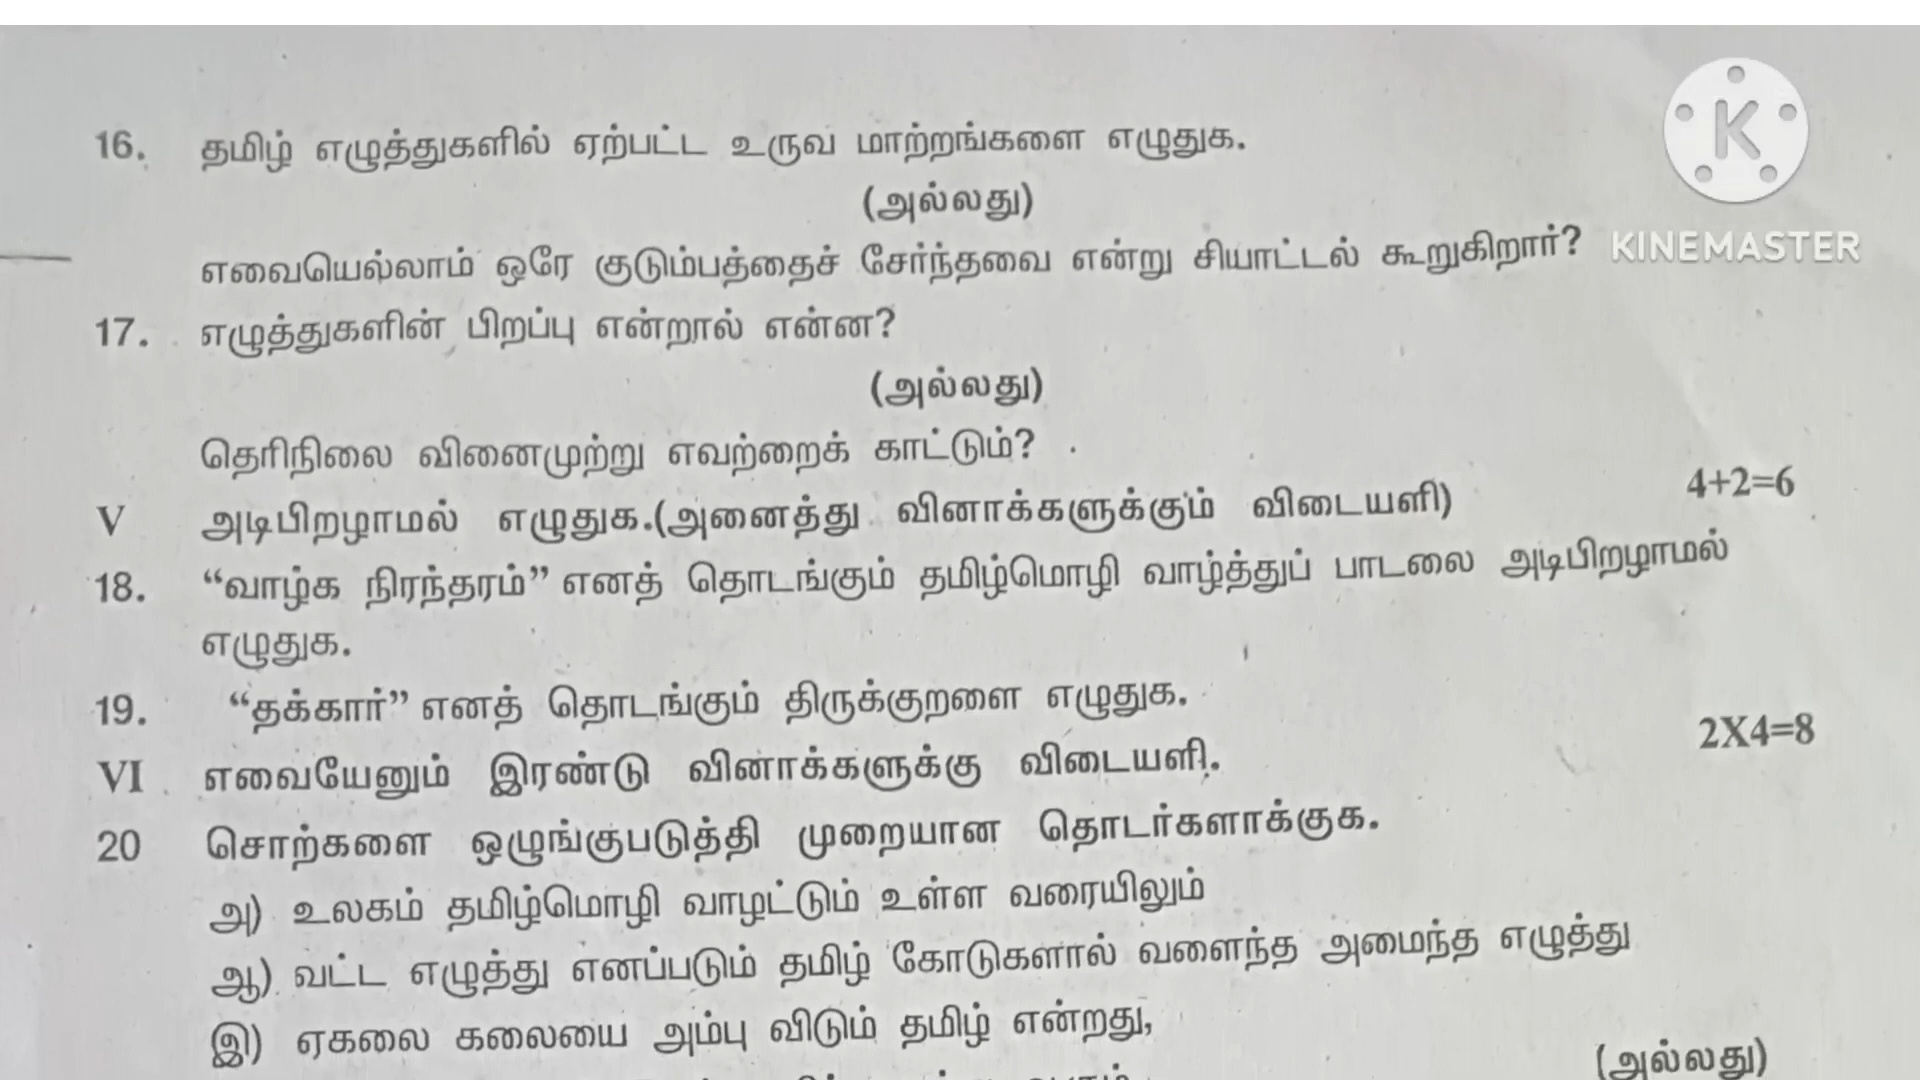 16. தமிழ் எழுத்துகளில் ஏற்பட்ட உருவ மாற்றங்களை எழுதுக.
K
(அல்லது)
KINEMASTER
எவையெல்லாம் ஒரே குடும்பத்தைச் சேர்ந்தவை என்று சியாட்டல் கூறுகிறார்?
17. எழுத்துகளின் பிறப்பு என்றால் என்ன?
(அல்லது)
தெரிநிலை வினைமுற்று எவற்றைக் காட்டும்?
V அடிபிறழாமல் எழுதுக.(அனைத்து வினாக்களுக்கும் விடையளி) 4+2=6
18. “வாழ்க நிரந்தரம்” எனத் தொடங்கும் தமிழ்மொழி வாழ்த்துப் பாடலை அடிபிறழாமல்
எழுதுக.
19. “தக்கார்” எனத் தொடங்கும் திருக்குறளை எழுதுக.
VI எவையேனும் இரண்டு வினாக்களுக்கு விடையளி. 2X4=8
20 சொற்களை ஒழுங்குபடுத்தி முறையான தொடர்களாக்குக.
அ) உலகம் தமிழ்மொழி வாழட்டும் உள்ள வரையிலும்
ஆ) வட்ட எழுத்து எனப்படும் தமிழ் கோடுகளால் வளைந்த அமைந்த எழுத்து
இ) ஏகலை கலையை அம்பு விடும் தமிழ் என்றது,
(அல்லது)